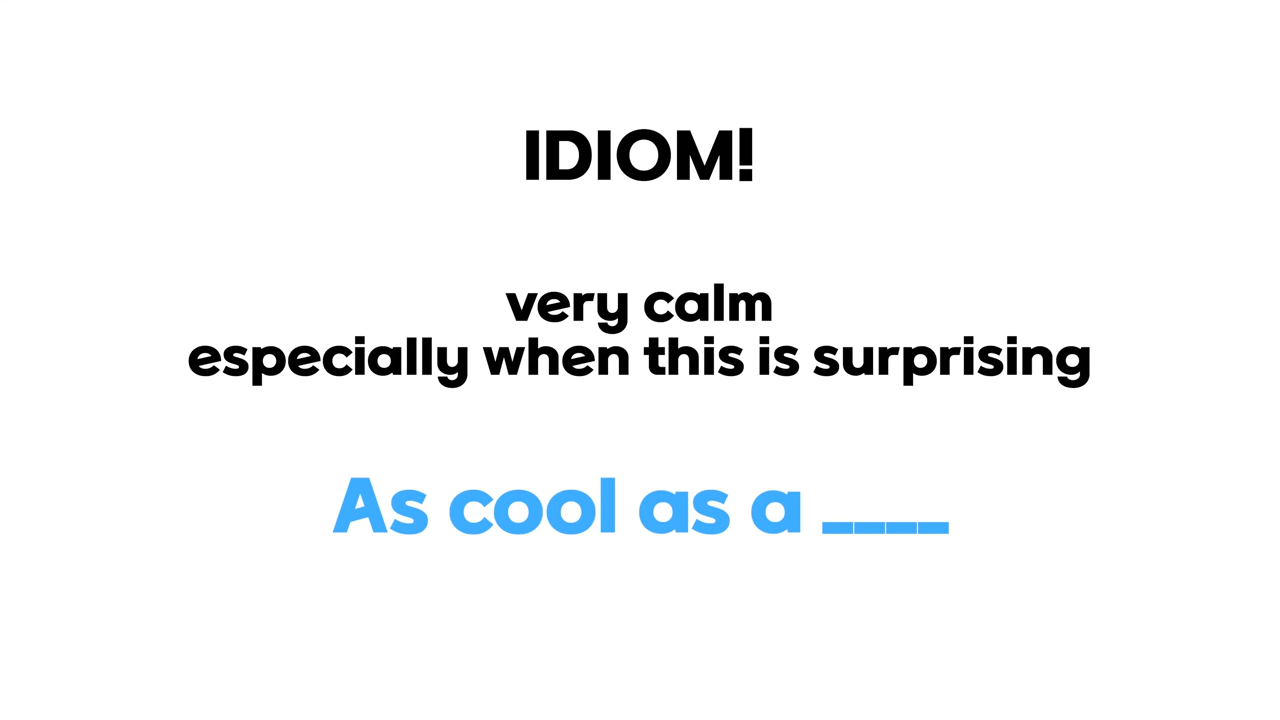 IDIOM!
very calm
especially when this is surprising
As cool as a ____